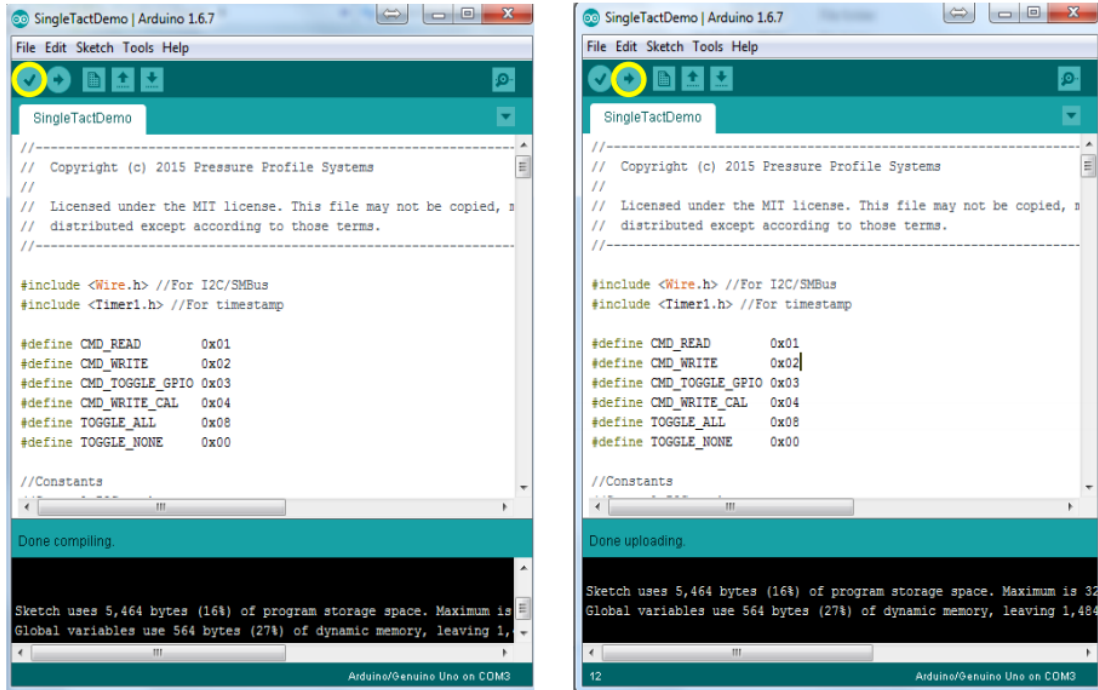 SingleTactDemo | Arduino 1.6.7
File Edit Sketch Tools Help
SingleTactDemo
//----------------------------------------------------------------
// Copyright (c) 2015 Pressure Profile Systems
//
// Licensed under the MIT license. This file may not be copied,
// distributed except according to those terms.
//----------------------------------------------------------------
#include <Wire.h> //For I2C/SMBus
#include <Timer1.h> //For timestamp
#define CMD_READ 0x01
#define CMD_WRITE 0x02
#define CMD_TOGGLE_GPIO 0x03
#define CMD_WRITE_CAL 0x04
#define TOGGLE_ALL 0x08
#define TOGGLE_NONE 0x00
//Constants
Done compiling.
Sketch uses 5,464 bytes (16%) of program storage space. Maximum is
Global variables use 564 bytes (27%) of dynamic memory, leaving 1,
Arduino/Genuino Uno on COM3
SingleTactDemo | Arduino 1.6.7
File Edit Sketch Tools Help
SingleTactDemo
//----------------------------------------------------------------
// Copyright (c) 2015 Pressure Profile Systems
//
// Licensed under the MIT license. This file may not be copied,
// distributed except according to those terms.
//----------------------------------------------------------------
#include <Wire.h> //For I2C/SMBus
#include <Timer1.h> //For timestamp
#define CMD_READ 0x01
#define CMD_WRITE 0x02
#define CMD_TOGGLE_GPIO 0x03
#define CMD_WRITE_CAL 0x04
#define TOGGLE_ALL 0x08
#define TOGGLE_NONE 0x00
//Constants
Done uploading.
Sketch uses 5,464 bytes (16%) of program storage space. Maximum is 32
Global variables use 564 bytes (27%) of dynamic memory, leaving 1,484
12 Arduino/Genuino Uno on COM3